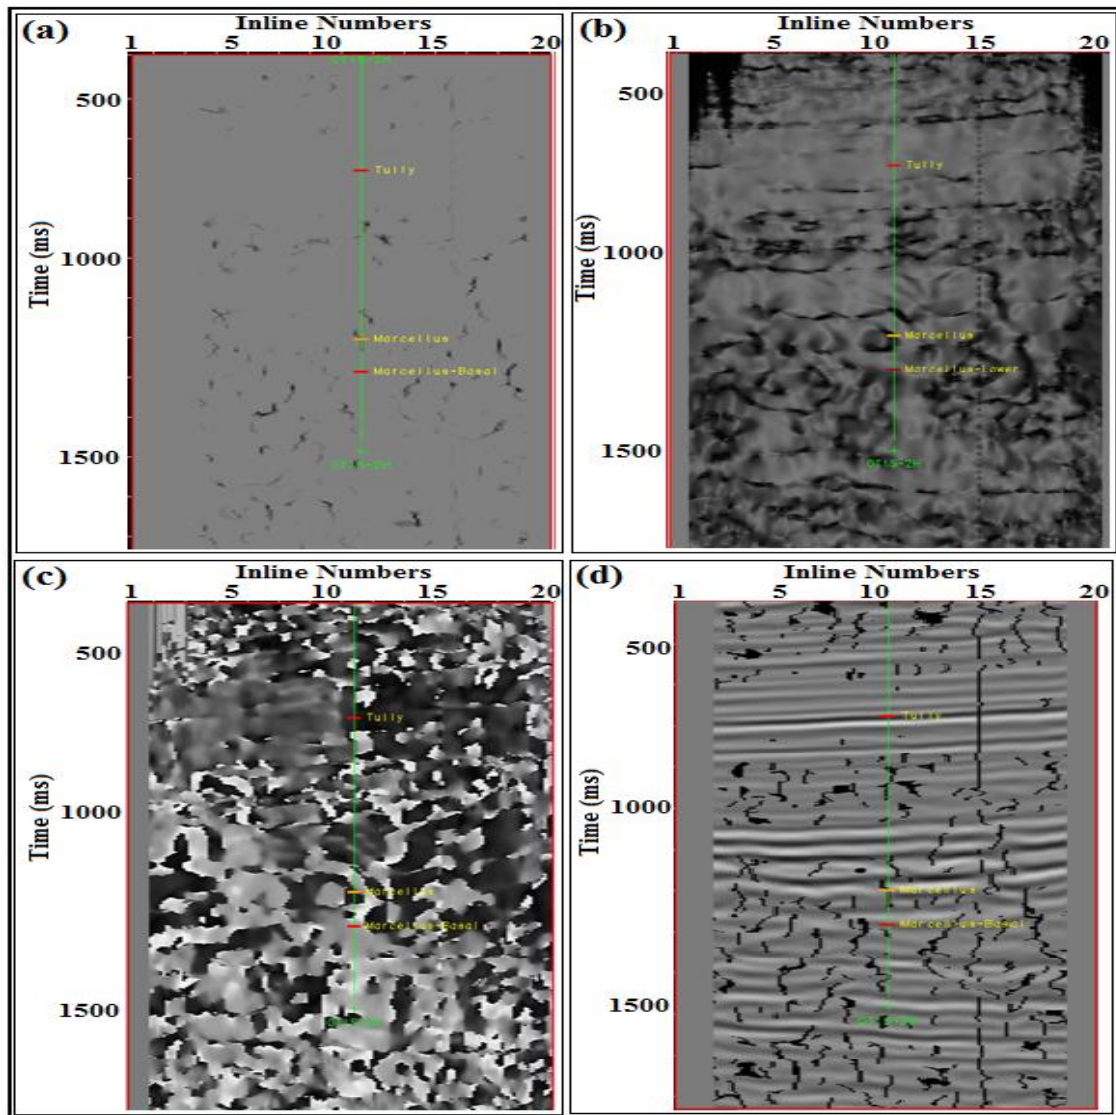 (a)
Inline Numbers
1 5 10 15 20
500
Tully
1000
Marcellus
Marcellus-Basal
1500
Time (ms)
(b)
Inline Numbers
1 5 10 15 20
500
Tully
1000
Marcellus
Marcellus-Lower
1500
Time (ms)
(c)
Inline Numbers
1 5 10 15 20
500
Tully
1000
Marcellus
Marcellus-Basal
1500
Time (ms)
(d)
Inline Numbers
1 5 10 15 20
500
Tully
1000
Marcellus
Marcellus-Basal
1500
Time (ms)